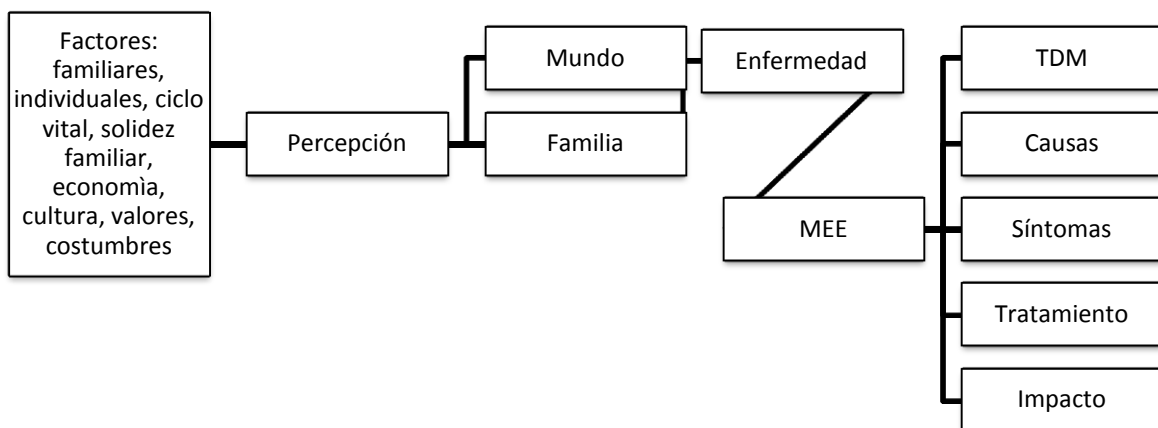 Factores:
familiares,
individuales, ciclo
vital, solidez
familiar,
economìa,
cultura, valores,
costumbres
Percepción
Mundo
Familia
Enfermedad
MEE
TDM
Causas
Síntomas
Tratamiento
Impacto